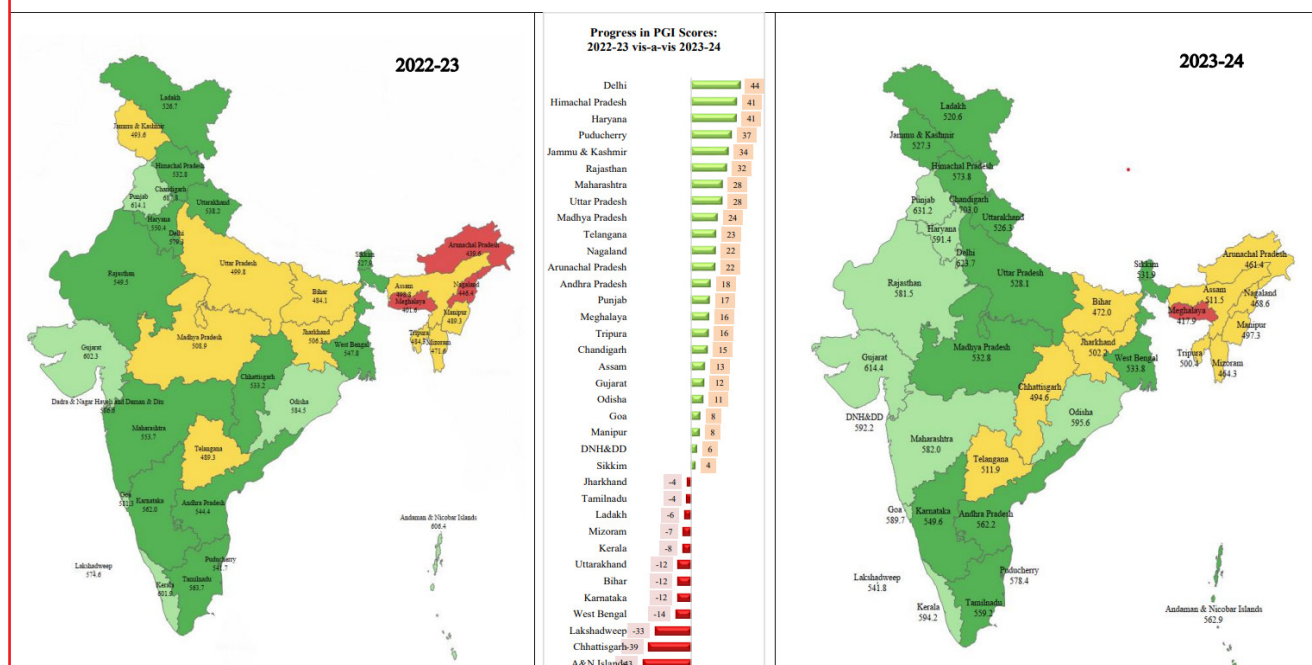 2022-23
Ladakh
526.7
Jammu & Kashmir
493.6
Himachal Pradesh
532.8
Chandigarh
Punjab
614.1
Uttarakhand
538.2
Haryana
550.4
Delhi
Rajasthan
549.5
Uttar Pradesh
499.8
Sikkim
Arunachal Pradesh
Assam
Nagaland
446.4
Meghalaya
Bihar
484.1
Manipur
489.3
Tripura
Mizoram
471.6
Jharkhand
506.3
West Bengal
547.8
Gujarat
602.3
Madhya Pradesh
508.9
Chhattisgarh
533.2
Odisha
584.5
Dadra & Nagar Haveli and Daman & Diu
Maharashtra
553.7
Telangana
489.3
Goa
Karnataka
562.0
Andhra Pradesh
544.4
Andaman & Nicobar Islands
606.4
Lakshadweep
574.6
Puducherry
541.7
Kerala
601.9
Tamilnadu
563.7
Progress in PGI Scores:
2022-23 vis-a-vis 2023-24
Delhi 44
Himachal Pradesh 41
Haryana 41
Puducherry 37
Jammu & Kashmir 34
Rajasthan 32
Maharashtra 28
Uttar Pradesh 28
Madhya Pradesh 24
Telangana 23
Nagaland 22
Arunachal Pradesh 22
Andhra Pradesh 18
Punjab 17
Meghalaya 16
Tripura 16
Chandigarh 15
Assam 13
Gujarat 12
Odisha 11
Goa 8
Manipur 8
DNH&DD 6
Sikkim 4
Jharkhand -4
Tamilnadu -4
Ladakh -6
Mizoram -7
Kerala -8
Uttarakhand -12
Bihar -12
Karnataka -12
West Bengal -14
Lakshadweep -33
Chhattisgarh -39
A&N Island
2023-24
Ladakh
520.6
Jammu & Kashmir
527.3
Himachal Pradesh
573.8
Punjab
631.2
Chandigarh
703.0
Uttarakhand
526.3
Haryana
591.4
Delhi
623.7
Rajasthan
581.5
Uttar Pradesh
528.1
Sikkim
531.9
Arunachal Pradesh
461.4
Assam
511.5
Nagaland
468.6
Bihar
472.0
Meghalaya
417.9
Manipur
497.3
Jharkhand
502.2
Tripura
500.4
Mizoram
464.3
Gujarat
614.4
Madhya Pradesh
532.8
West Bengal
533.8
Chhattisgarh
494.6
Odisha
595.6
DNH&DD
592.2
Maharashtra
582.0
Telangana
511.9
Goa
589.7
Karnataka
549.6
Andhra Pradesh
562.2
Lakshadweep
541.8
Puducherry
578.4
Kerala
594.2
Tamilnadu
559.2
Andaman & Nicobar Islands
562.9